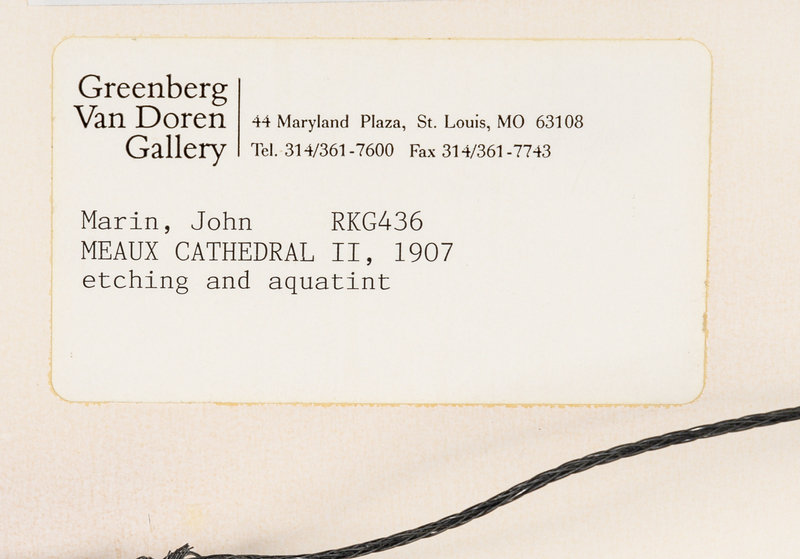 Greenberg
Van Doren
Gallery
44 Maryland Plaza, St. Louis, MO 63108
Tel. 314/361-7600 Fax 314/361-7743
Marin, John RKG436
MEAUX CATHEDRAL II, 1907
etching and aquatint